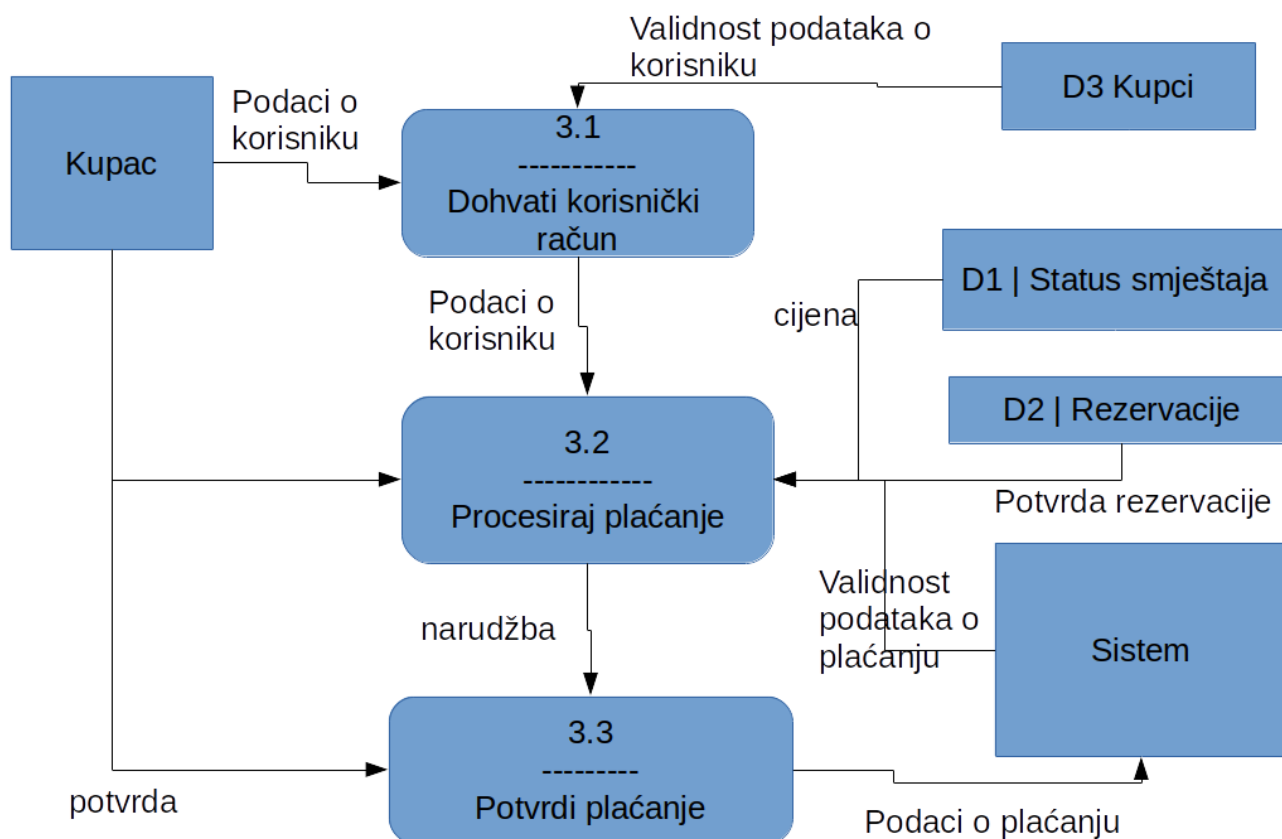 Validnost podataka o
korisniku
D3 Kupci
Podaci o
korisniku
Kupac
3.1
-----------
Dohvati korisnički
račun
D1 | Status smještaja
cijena
Podaci o
korisniku
D2 | Rezervacije
3.2
------------
Procesiraj plaćanje
Potvrda rezervacije
Validnost
podataka o
plaćanju
narudžba
Sistem
3.3
---------
Potvrdi plaćanje
potvrda
Podaci o plaćanju